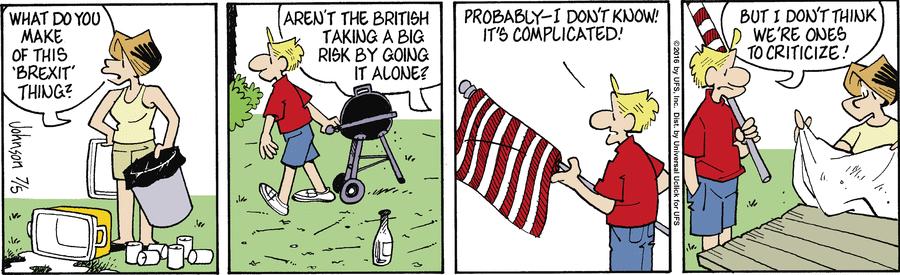 WHAT DO YOU
MAKE
OF THIS
'BREXIT'
THING?
Johnson 7/5
AREN'T THE BRITISH
TAKING A BIG
RISK BY GOING
IT ALONE?
PROBABLY–I DON'T KNOW!
IT'S COMPLICATED!
©2016 by UFS, Inc. Dist. by Universal Uclick for UFS
BUT I DON'T THINK
WE'RE ONES
TO CRITICIZE!